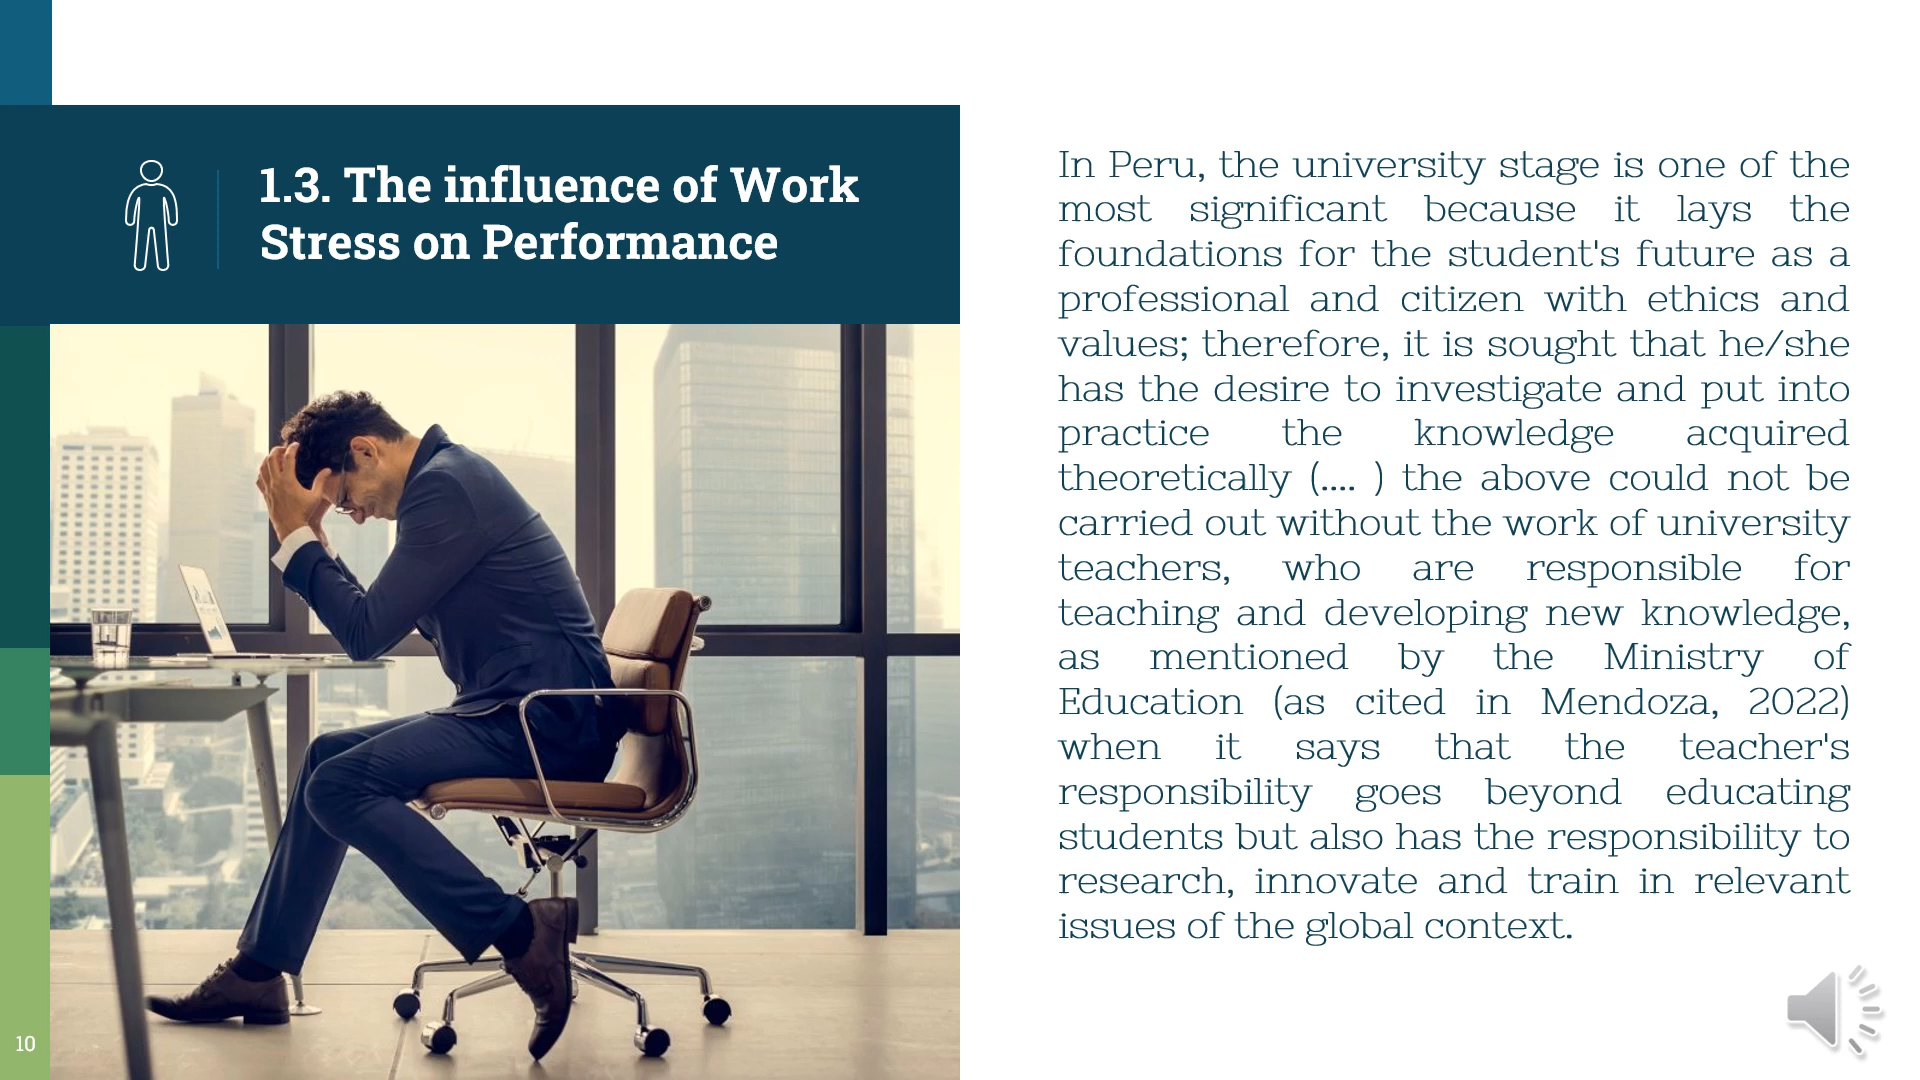 1.3. The influence of Work
Stress on Performance
In Peru, the university stage is one of the
most significant because it lays the
foundations for the student's future as a
professional and citizen with ethics and
values; therefore, it is sought that he/she
has the desire to investigate and put into
practice the knowledge acquired
theoretically (.... ) the above could not be
carried out without the work of university
teachers, who are responsible for
teaching and developing new knowledge,
as mentioned by the Ministry of
Education (as cited in Mendoza, 2022)
when it says that the teacher's
responsibility goes beyond educating
students but also has the responsibility to
research, innovate and train in relevant
issues of the global context.
10